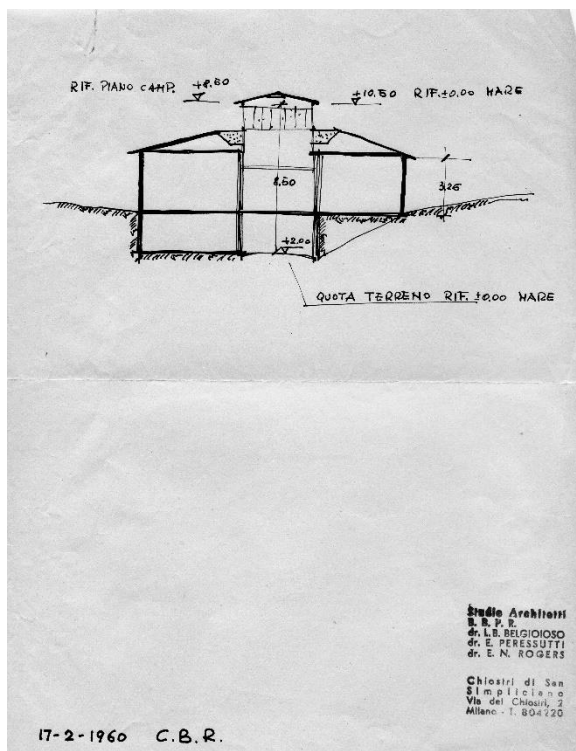 RIF. PIANO CAMP. +8.50
+10.50 RIF. ±0.00 MARE
8.50
3,25
+2.00
QUOTA TERRENO RIF. ±0.00 MARE
Studio Architetti
B. B. P. R.
dr. L.B. BELGIOIOSO
dr. E. PERESSUTTI
dr. E. N. ROGERS
Chiostri di San
Simpliciano
Via dei Chiostri, 2
Milano - T. 804220
17-2-1960 C.B.R.